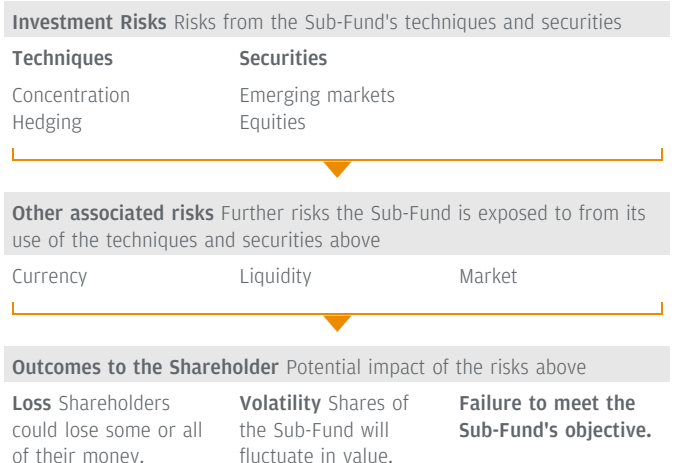 Investment Risks Risks from the Sub-Fund's techniques and securities
Techniques Securities
Concentration Emerging markets
Hedging Equities
Other associated risks Further risks the Sub-Fund is exposed to from its
use of the techniques and securities above
Currency Liquidity Market
Outcomes to the Shareholder Potential impact of the risks above
Loss Shareholders Volatility Shares of Failure to meet the
could lose some or all the Sub-Fund will Sub-Fund's objective.
of their money. fluctuate in value.